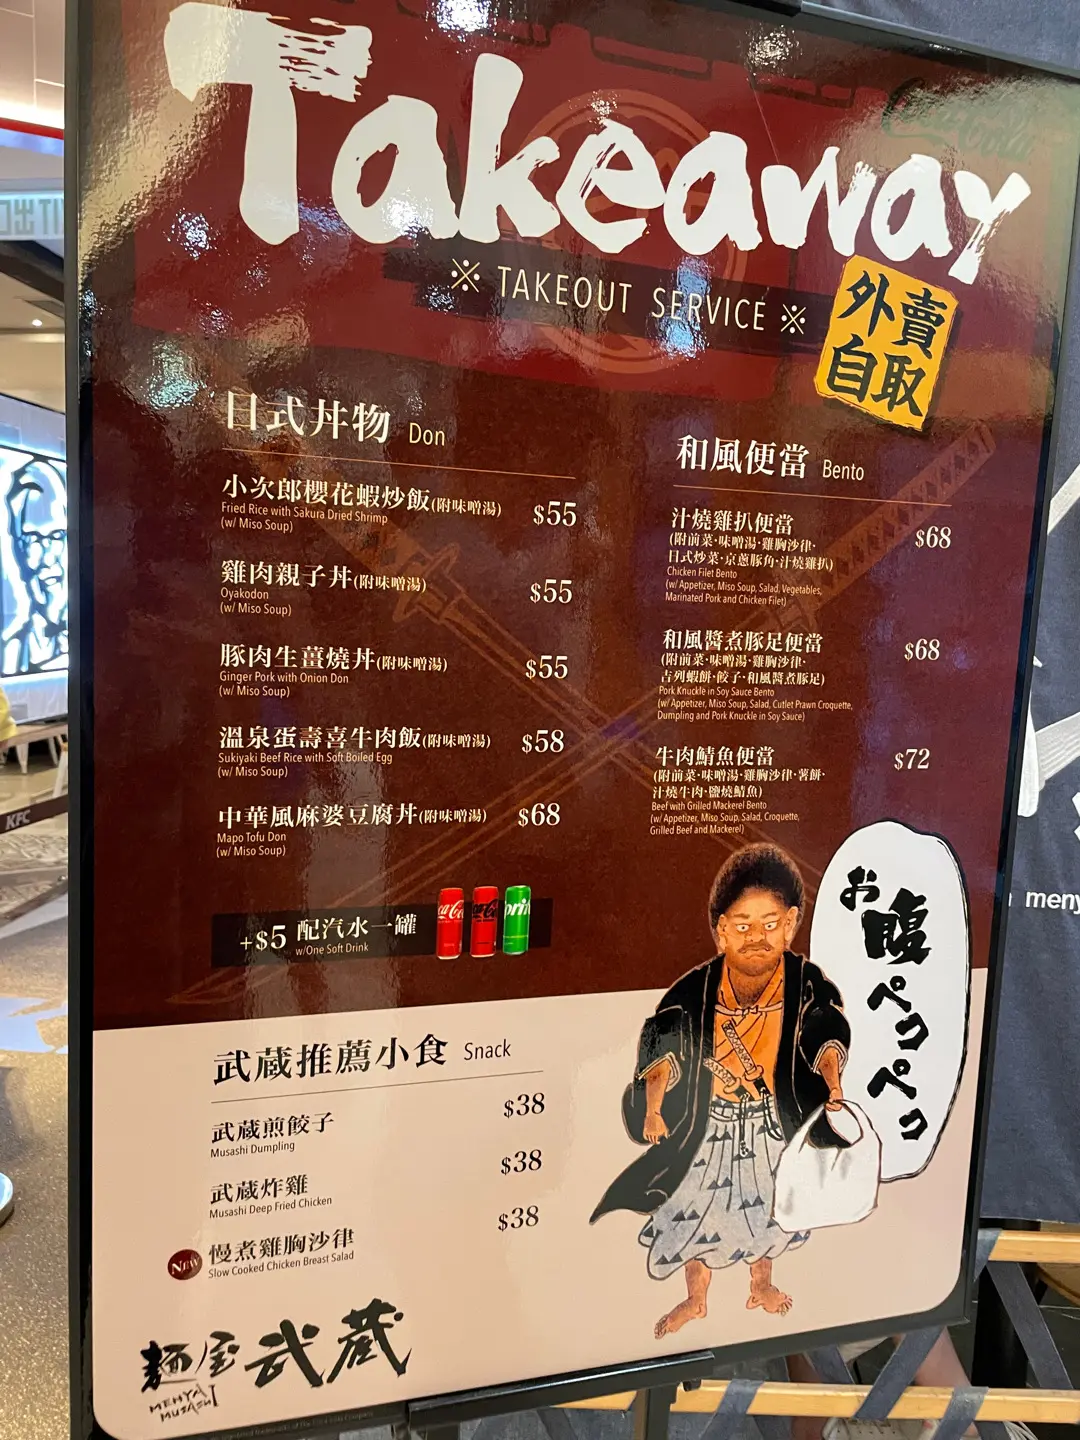 Takeaway
※ TAKEOUT SERVICE ※
外賣
自取
日式丼物 Don
小次郎櫻花蝦炒飯(附味噌湯) $55
Fried Rice with Sakura Dried Shrimp
(w/ Miso Soup)
雞肉親子丼(附味噌湯) $55
Oyakodon
(w/ Miso Soup)
豚肉生薑燒丼(附味噌湯) $55
Ginger Pork with Onion Don
(w/ Miso Soup)
溫泉蛋壽喜牛肉飯(附味噌湯) $58
Sukiyaki Beef Rice with Soft Boiled Egg
(w/ Miso Soup)
中華風麻婆豆腐丼(附味噌湯) $68
Mapo Tofu Don
(w/ Miso Soup)
+$5 配汽水一罐
w/One Soft Drink
和風便當 Bento
汁燒雞扒便當 $68
(附前菜‧味噌湯‧雞胸沙律‧
日式炒菜‧京蔥豚角‧汁燒雞扒)
Chicken Filet Bento
(w/ Appetizer, Miso Soup, Salad, Vegetables,
Marinated Pork and Chicken Filet)
和風醬煮豚足便當 $68
(附前菜‧味噌湯‧雞胸沙律‧
吉列蝦餅‧餃子‧和風醬煮豚足)
Pork Knuckle in Soy Sauce Bento
(w/ Appetizer, Miso Soup, Salad, Cutlet Prawn Croquette,
Dumpling and Pork Knuckle in Soy Sauce)
牛肉鯖魚便當 $72
(附前菜‧味噌湯‧雞胸沙律‧薯餅‧
汁燒牛肉‧鹽燒鯖魚)
Beef with Grilled Mackerel Bento
(w/ Appetizer, Miso Soup, Salad, Croquette,
Grilled Beef and Mackerel)
お腹ペコペコ
武蔵推薦小食 Snack
武蔵煎餃子 $38
Musashi Dumpling
武蔵炸雞 $38
Musashi Deep Fried Chicken
NEW 慢煮雞胸沙律 $38
Slow Cooked Chicken Breast Salad
麺屋武蔵
MENYA
MUSASHI
KFC
meny
Coca-Cola